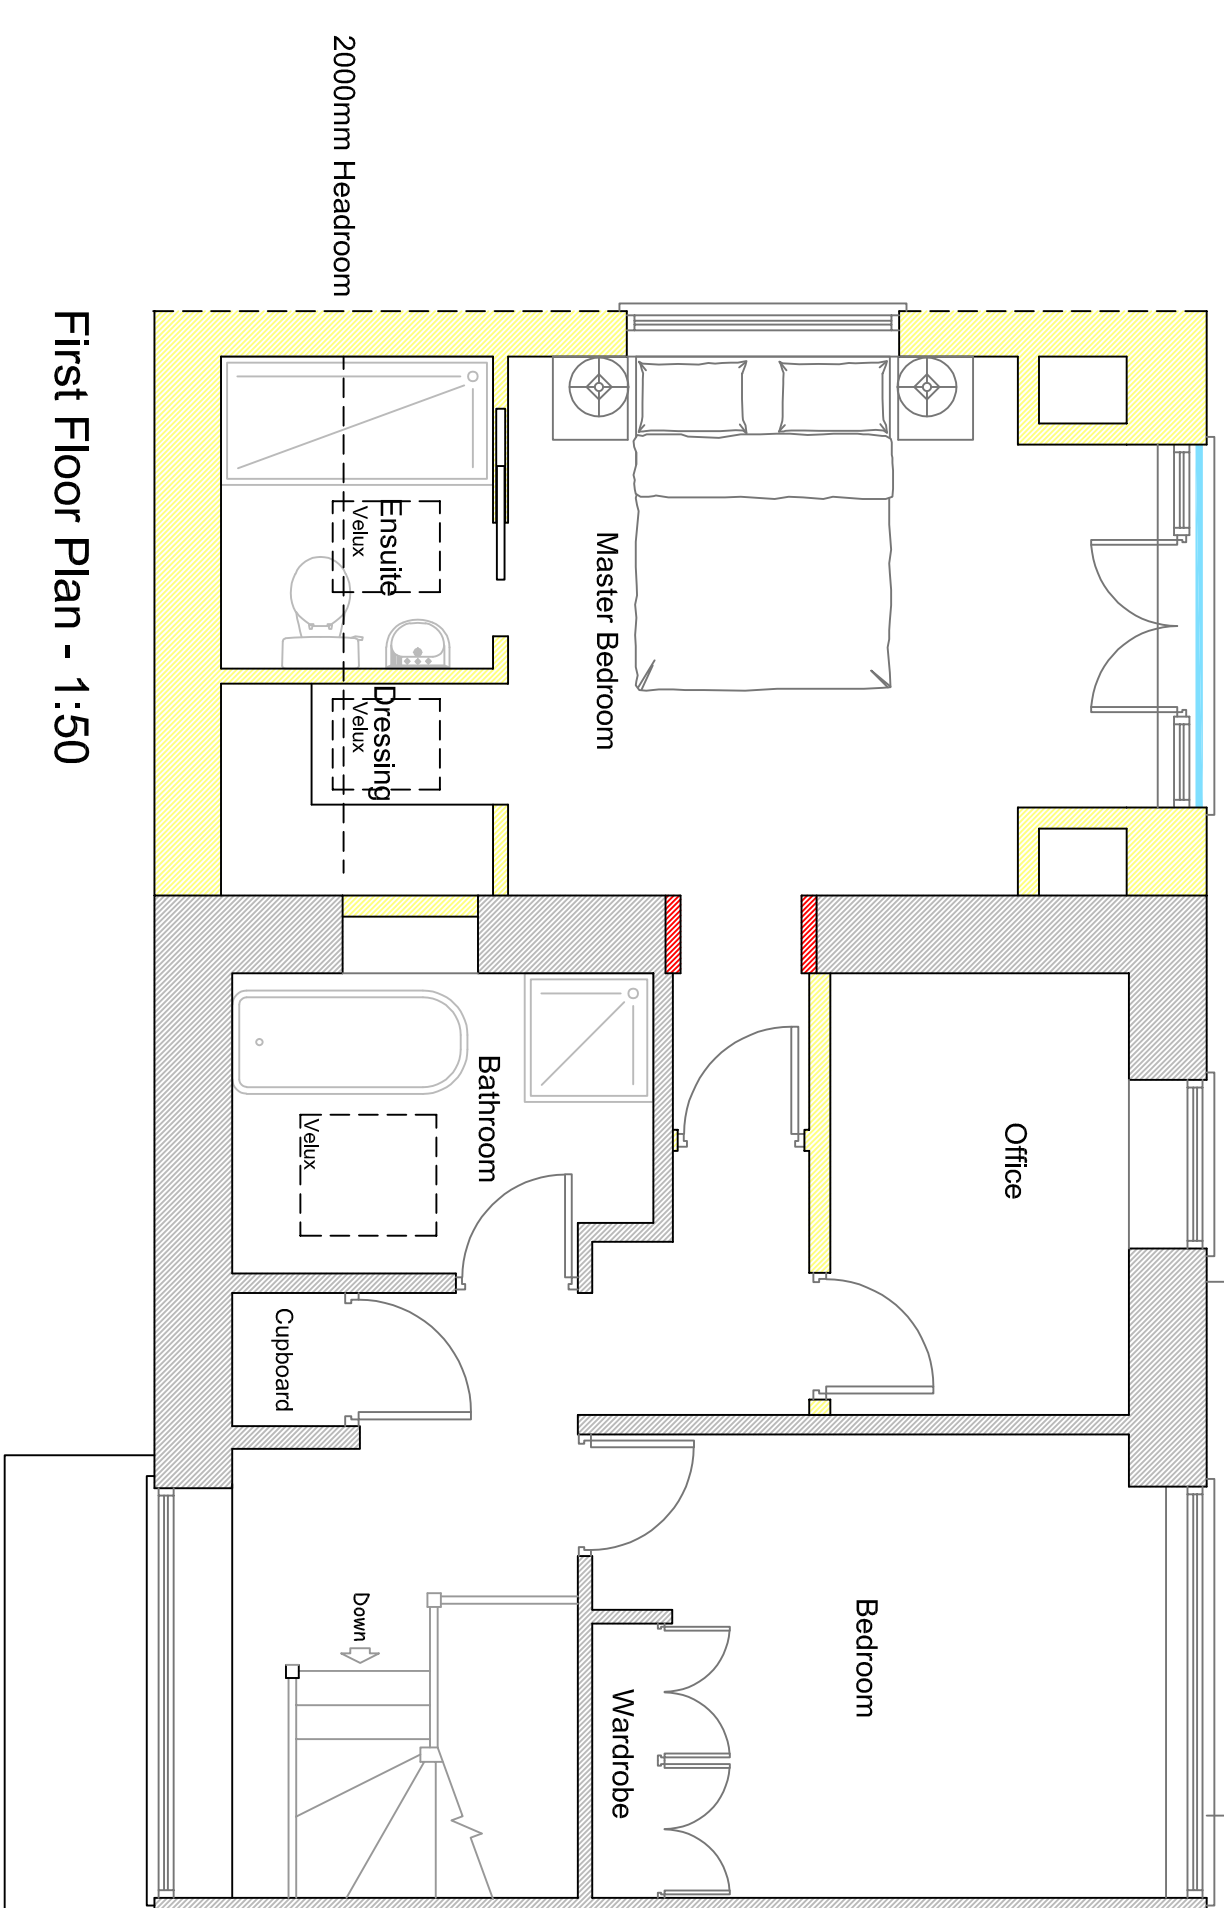 2000mm Headroom
First Floor Plan - 1:50
Ensuite
Velux
Dressing
Velux
Master Bedroom
Bathroom
Velux
Office
Cupboard
Down
Bedroom
Wardrobe